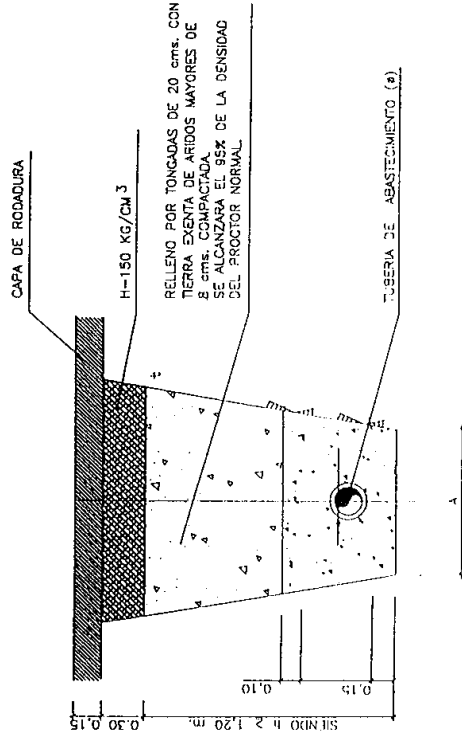 CAPA DE RODADURA
H-150 KG/CM 3
RELLENO POR TONGADAS DE 20 cms. CON
TIERRA EXENTA DE ARIDOS MAYORES DE
8 cms. COMPACTADA.
SE ALCANZARA EL 95% DE LA DENSIDAD
DEL PROCTOR NORMAL.
TUBERIA DE ABASTECIMIENTO (ø)
A
0,15
0.30
SIENDO h ≥ 1,20 m.
0,10
0,15